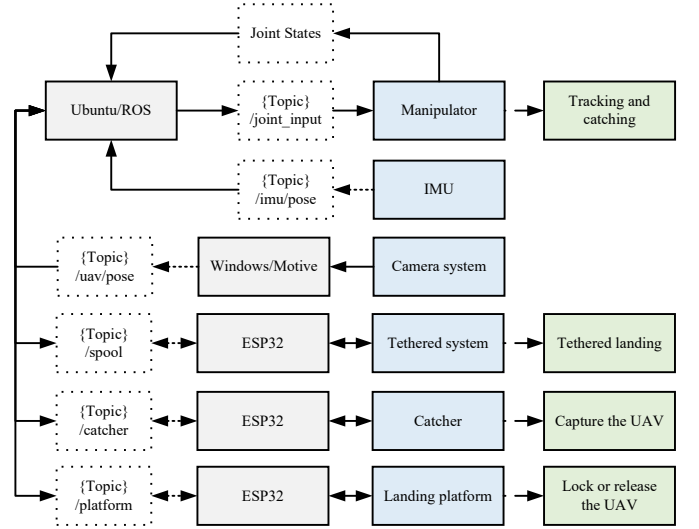 Joint States
Ubuntu/ROS
{Topic}
/joint_input
Manipulator
Tracking and
catching
{Topic}
/imu/pose
IMU
{Topic}
/uav/pose
Windows/Motive
Camera system
{Topic}
/spool
ESP32
Tethered system
Tethered landing
{Topic}
/catcher
ESP32
Catcher
Capture the UAV
{Topic}
/platform
ESP32
Landing platform
Lock or release
the UAV